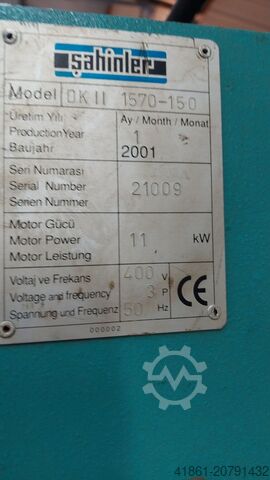 şahinler
Model OK II 1570-150
Üretim Yılı Ay / Month / Monat
Production Year 1
Baujahr 2001
Seri Numarası
Serial Number 21009
Serien Nummer
Motor Gücü
Motor Power 11 kW
Motor Leistung
Voltaj ve Frekans 400 V
Voltage and frequency 3 P
Spannung und Frequenz 50 Hz
CE
000002
Machineseeker
41861-20791432